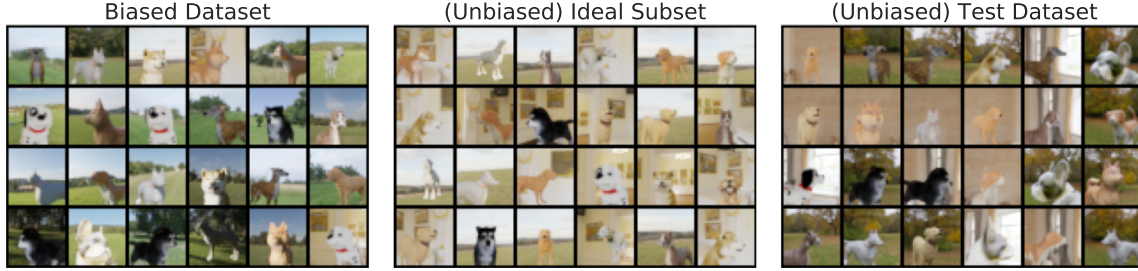 Biased Dataset
(Unbiased) Ideal Subset
(Unbiased) Test Dataset